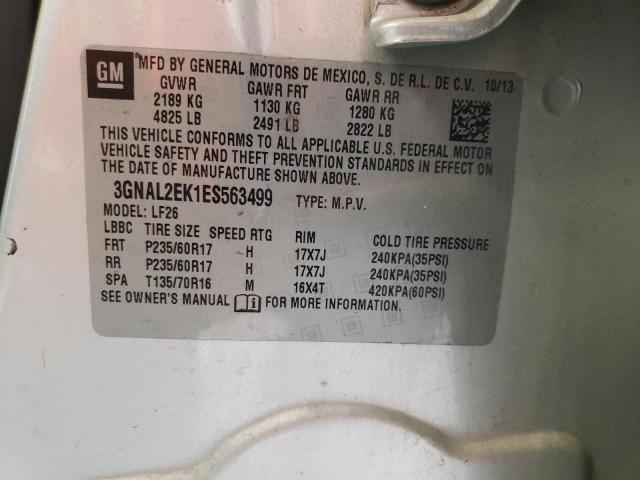 GM MFD BY GENERAL MOTORS DE MEXICO, S. DE R.L. DE C.V. 10/13
GVWR GAWR FRT GAWR RR
2189 KG 1130 KG 1280 KG
4825 LB 2491 LB 2822 LB
THIS VEHICLE CONFORMS TO ALL APPLICABLE U.S. FEDERAL MOTOR
VEHICLE SAFETY AND THEFT PREVENTION STANDARDS IN EFFECT ON
THE DATE OF MANUFACTURE SHOWN ABOVE.
3GNAL2EK1ES563499 TYPE: M.P.V.
MODEL: LF26
LBBC TIRE SIZE SPEED RTG RIM COLD TIRE PRESSURE
FRT P235/60R17 H 17X7J 240KPA(35PSI)
RR P235/60R17 H 17X7J 240KPA(35PSI)
SPA T135/70R16 M 16X4T 420KPA(60PSI)
SEE OWNER'S MANUAL FOR MORE INFORMATION.